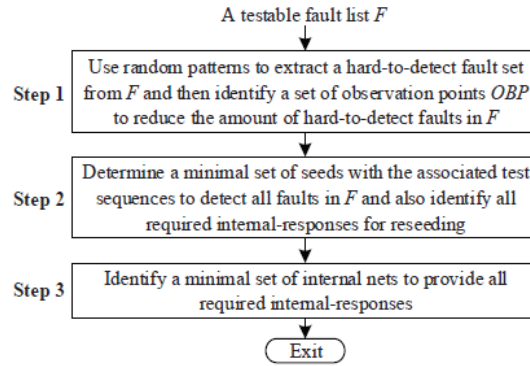 A testable fault list F
Step 1
Use random patterns to extract a hard-to-detect fault set
from F and then identify a set of observation points OBP
to reduce the amount of hard-to-detect faults in F
Step 2
Determine a minimal set of seeds with the associated test
sequences to detect all faults in F and also identify all
required internal-responses for reseeding
Step 3
Identify a minimal set of internal nets to provide all
required internal-responses
Exit